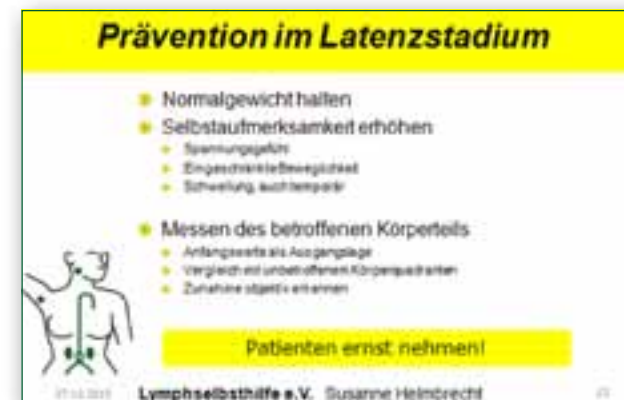 Prävention im Latenzstadium
Normalgewicht halten
Selbstaufmerksamkeit erhöhen
Spannungsgefühl
Eingeschränkte Beweglichkeit
Schwellung, auch temporär
Messen des betroffenen Körperteils
Anfangswerte als Ausgangslage
Vergleich mit unbetroffenem Körperquadranten
Zunahme objektiv erkennen
Patienten ernst nehmen!
Lymphselbsthilfe e.V. Susanne Helmbrecht